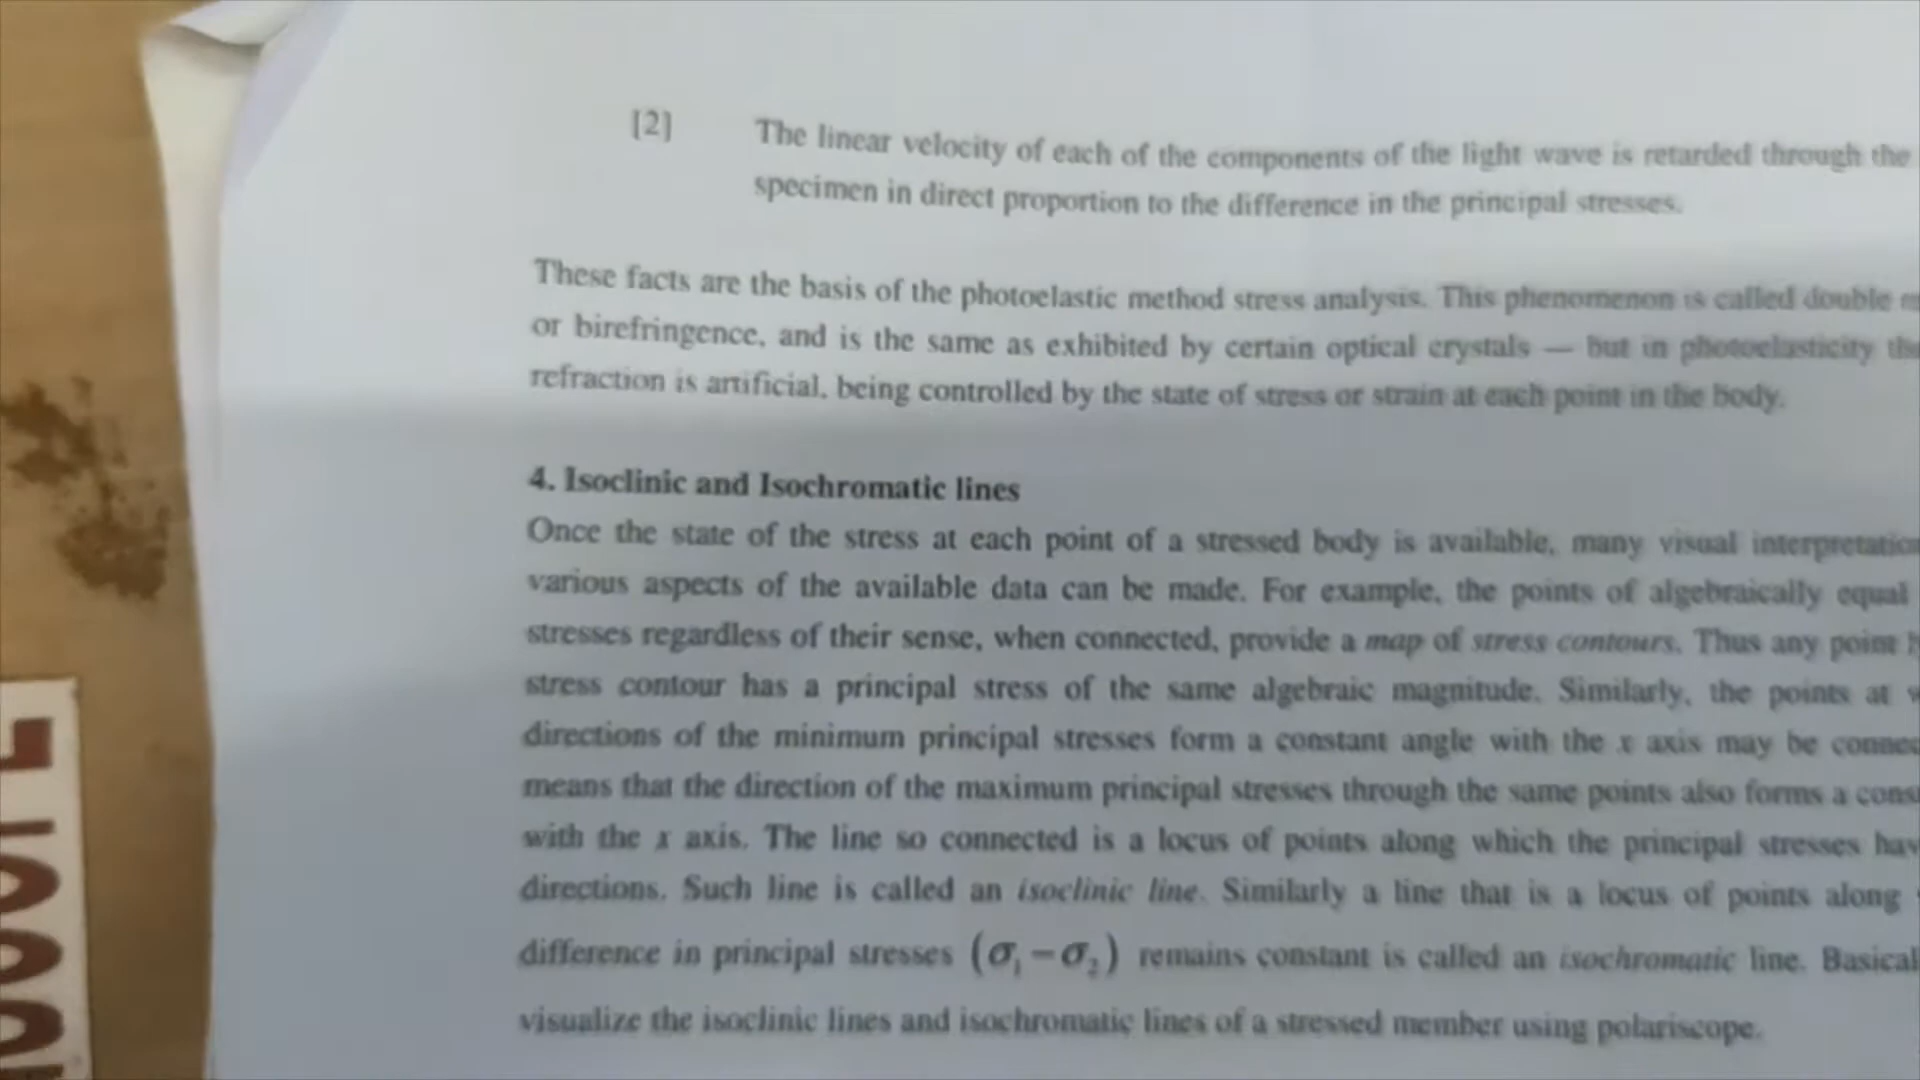 [2] The linear velocity of each of the components of the light wave is retarded through the
specimen in direct proportion to the difference in the principal stresses.
These facts are the basis of the photoelastic method stress analysis. This phenomenon is called double
or birefringence, and is the same as exhibited by certain optical crystals — but in photoelasticity
refraction is artificial, being controlled by the state of stress or strain at each point in the body.
4. Isoclinic and Isochromatic lines
Once the state of the stress at each point of a stressed body is available, many visual
various aspects of the available data can be made. For example, the points of algebraically equal
stresses regardless of their sense, when connected, provide a map of stress contours. Thus any point
stress contour has a principal stress of the same algebraic magnitude. Similarly, the points at
directions of the minimum principal stresses form a constant angle with the x axis may be
means that the direction of the maximum principal stresses through the same points also forms a
with the x axis. The line so connected is a locus of points along which the principal stresses
directions. Such line is called an isoclinic line. Similarly a line that is a locus of points along
difference in principal stresses (σ₁−σ₂) remains constant is called an isochromatic line.
visualize the isoclinic lines and isochromatic lines of a stressed member using polariscope.